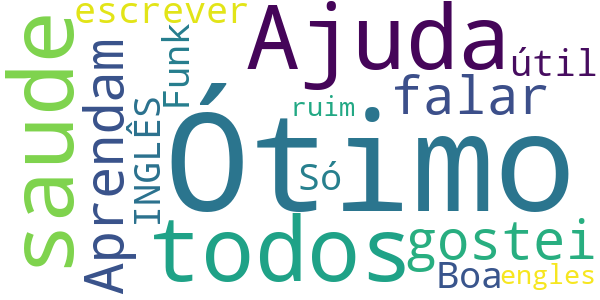 escrever
Ajuda
saude
Aprendam
INGLÊS
Funk
útil
falar
ruim
Ótimo
Só
todos
gostei
Boa
engles